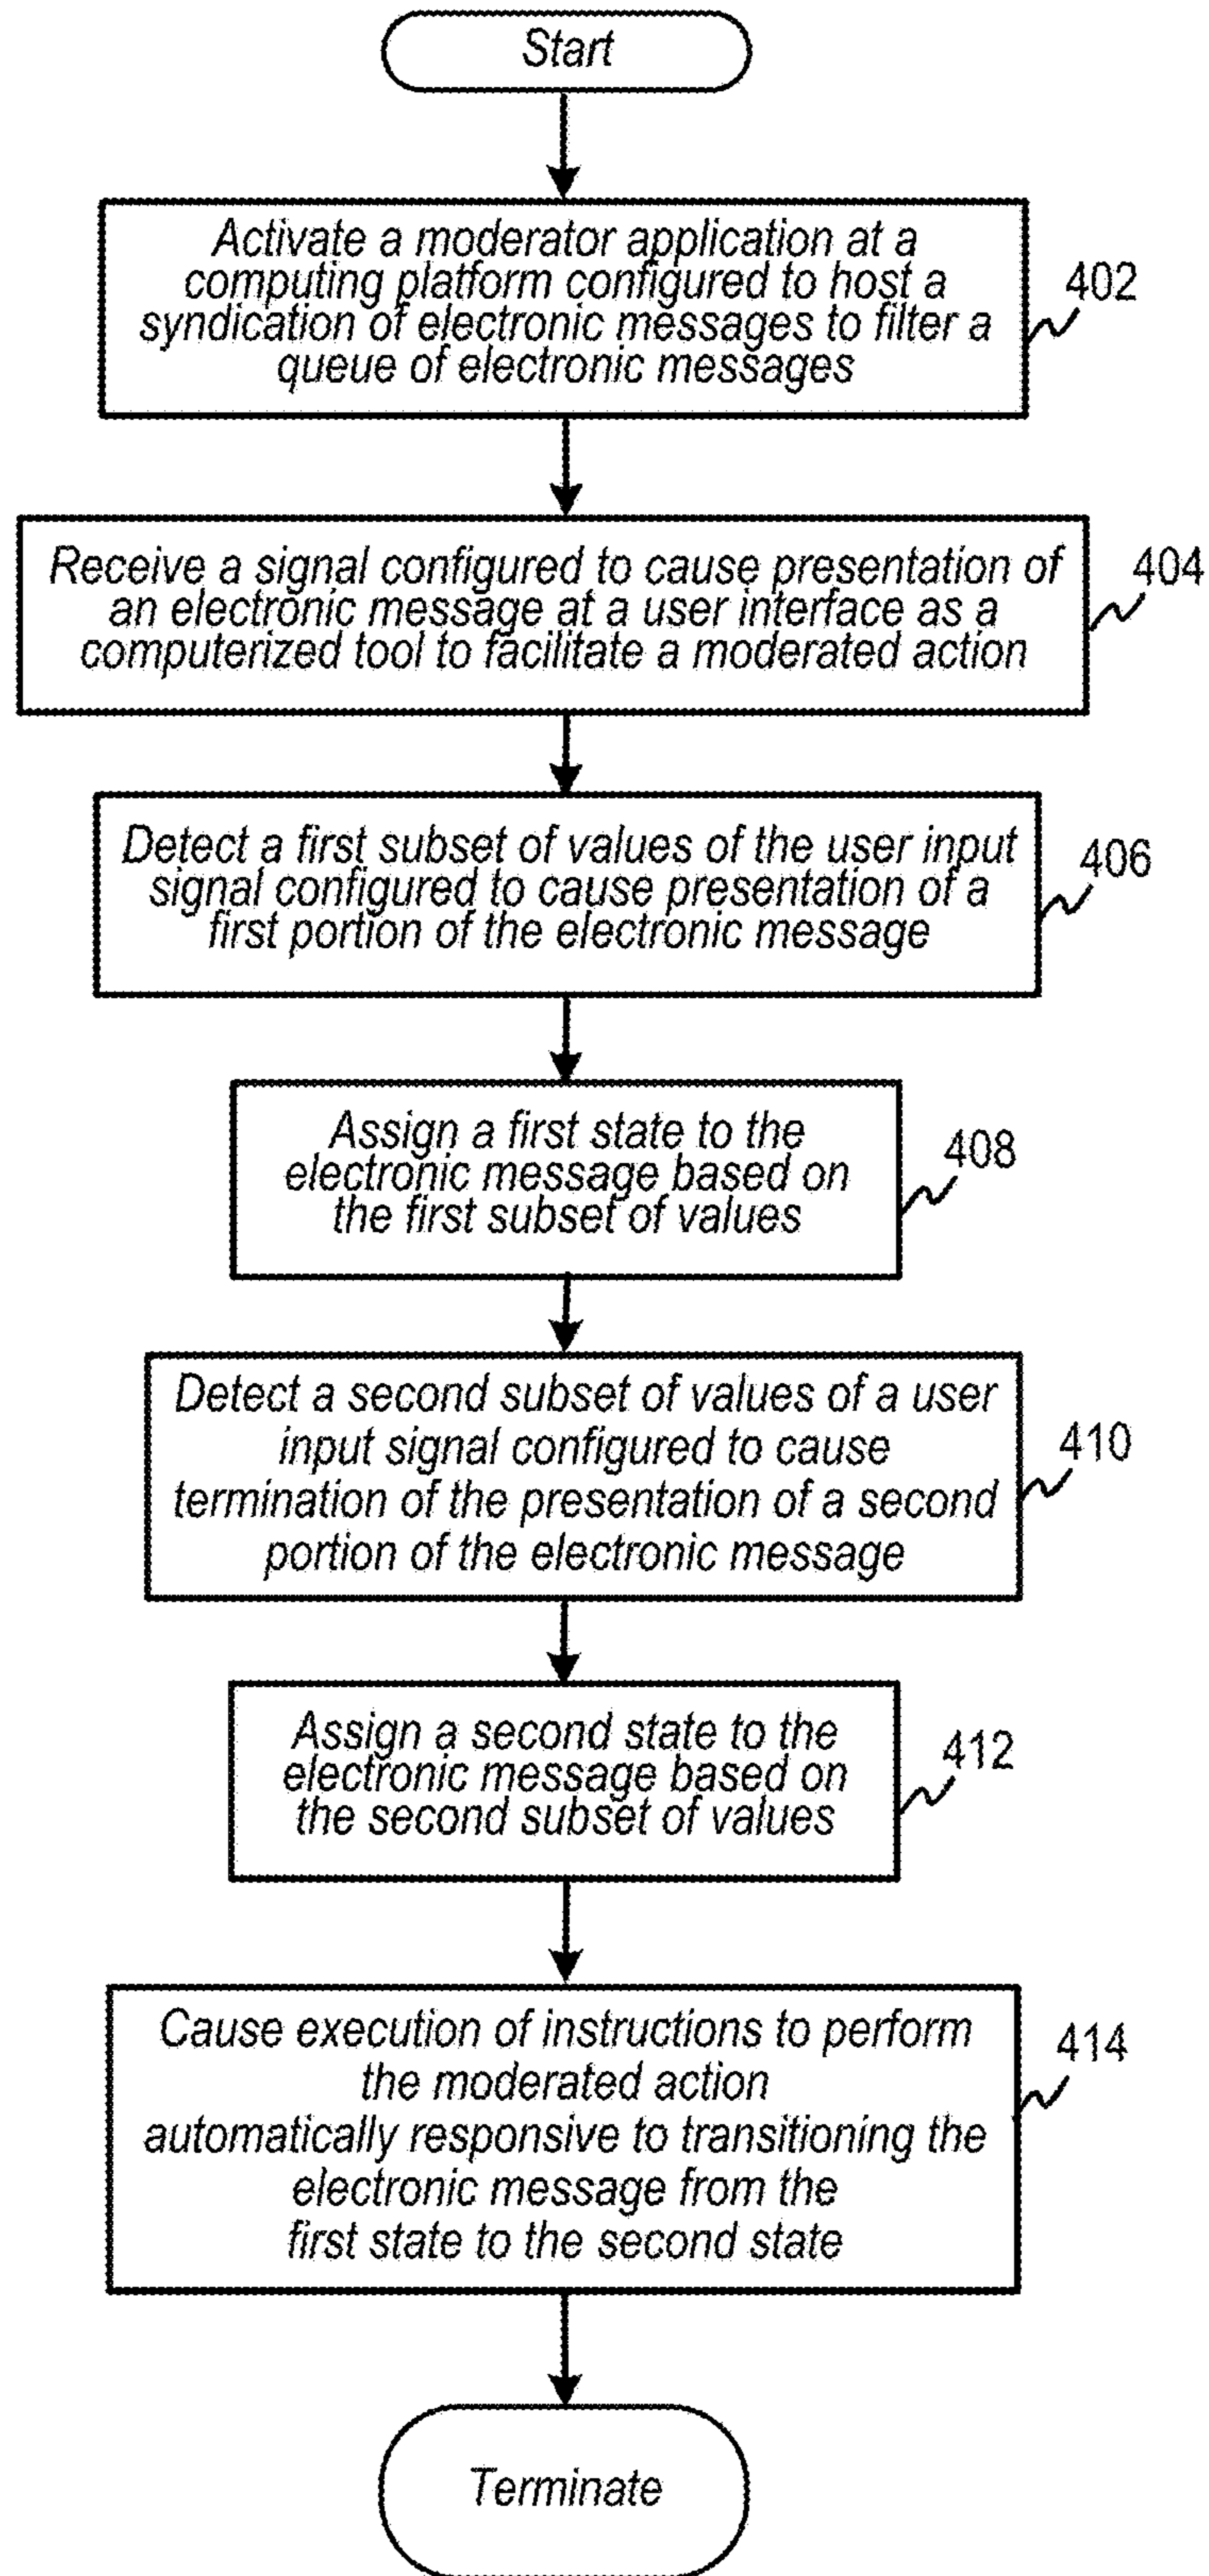 Start
Activate a moderator application at a
computing platform configured to host a
syndication of electronic messages to filter a
queue of electronic messages
402
Receive a signal configured to cause presentation of
an electronic message at a user interface as a
computerized tool to facilitate a moderated action
404
Detect a first subset of values of the user input
signal configured to cause presentation of a
first portion of the electronic message
406
Assign a first state to the
electronic message based on
the first subset of values
408
Detect a second subset of values of a user
input signal configured to cause
termination of the presentation of a second
portion of the electronic message
410
Assign a second state to the
electronic message based on
the second subset of values
412
Cause execution of instructions to perform
the moderated action
automatically responsive to transitioning the
electronic message from the
first state to the second state
414
Terminate